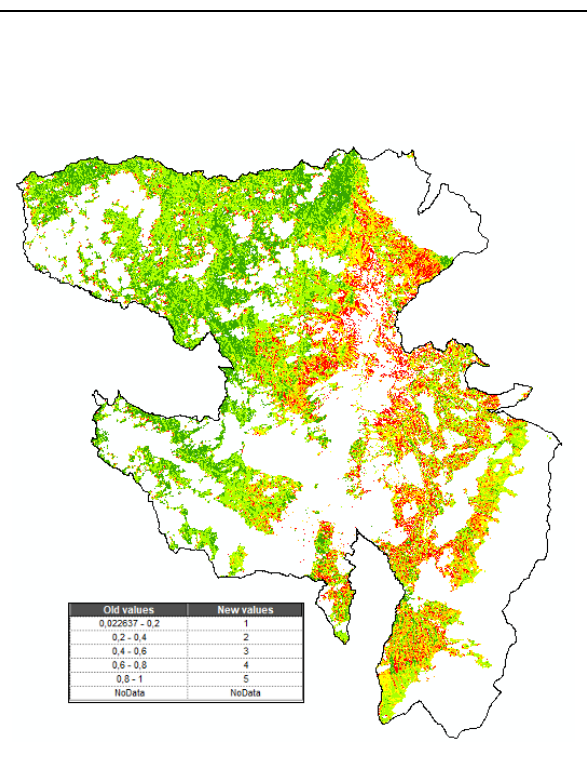 Old values New values
0,022637 - 0,2 1
0,2 - 0,4 2
0,4 - 0,6 3
0,6 - 0,8 4
0,8 - 1 5
NoData NoData